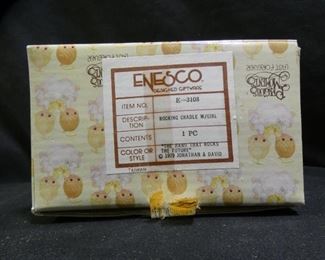 ENESCO
DESIGNED GIFTWARE
ITEM NO. E-3108
DESCRIP-
TION ROCKING CRADLE W/GIRL
CONTENTS 1 PC
COLOR OR
STYLE "THE HAND THAT ROCKS
THE FUTURE"
© 1979 JONATHAN & DAVID
TAIWAN